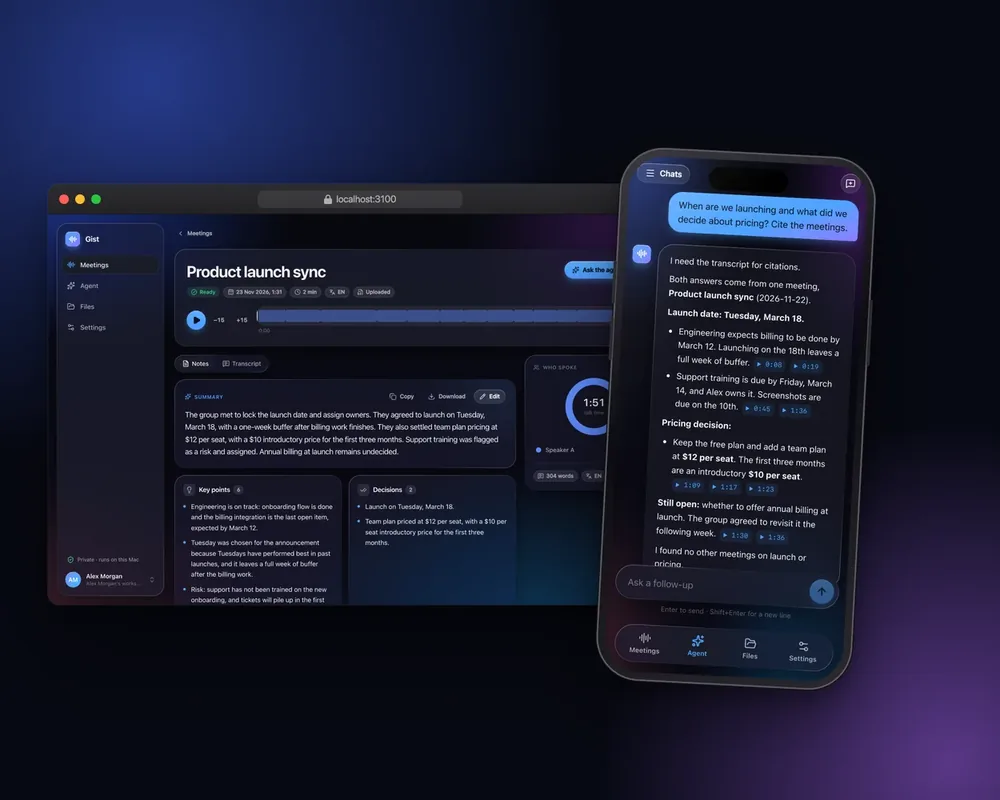 localhost:3100
Gist
Meetings
Agent
Files
Settings
Private · runs on this Mac
AM
Alex Morgan
Alex Morgan's works...
Meetings
Product launch sync
Ask the ag
Ready
23 Nov 2026, 1:31
2 min
EN
Uploaded
−15
+15
0:00
Notes
Transcript
SUMMARY
Copy
Download
Edit
The group met to lock the launch date and assign owners. They agreed to launch on Tuesday,
March 18, with a one-week buffer after billing work finishes. They also settled team plan pricing at
$12 per seat, with a $10 introductory price for the first three months. Support training was flagged
as a risk and assigned. Annual billing at launch remains undecided.
Key points 6
Engineering is on track: onboarding flow is done
and the billing integration is the last open item,
expected by March 12.
Tuesday was chosen for the announcement
because Tuesdays have performed best in past
launches, and it leaves a full week of buffer
after the billing work.
Risk: support has not been trained on the new
onboarding, and tickets will pile up in the first
Decisions 2
Launch on Tuesday, March 18.
Team plan priced at $12 per seat, with a $10 per
seat introductory price for the first three
months.
WHO SPOKE
1:51
Speaker A
304 words
EN
Chats
When are we launching and what did we
decide about pricing? Cite the meetings.
I need the transcript for citations.
Both answers come from one meeting,
Product launch sync (2026-11-22).
Launch date: Tuesday, March 18.
Engineering expects billing to be done by
March 12. Launching on the 18th leaves a
full week of buffer. 0:08 0:19
Support training is due by Friday, March
14, and Alex owns it. Screenshots are
due on the 10th. 0:45 1:36
Pricing decision:
Keep the free plan and add a team plan
at $12 per seat. The first three months
are an introductory $10 per seat.
1:09 1:17 1:23
Still open: whether to offer annual billing at
launch. The group agreed to revisit it the
following week. 1:30 1:36
I found no other meetings on launch or
pricing.
Ask a follow-up
Enter to send · Shift+Enter for a new line
Meetings
Agent
Files
Settings